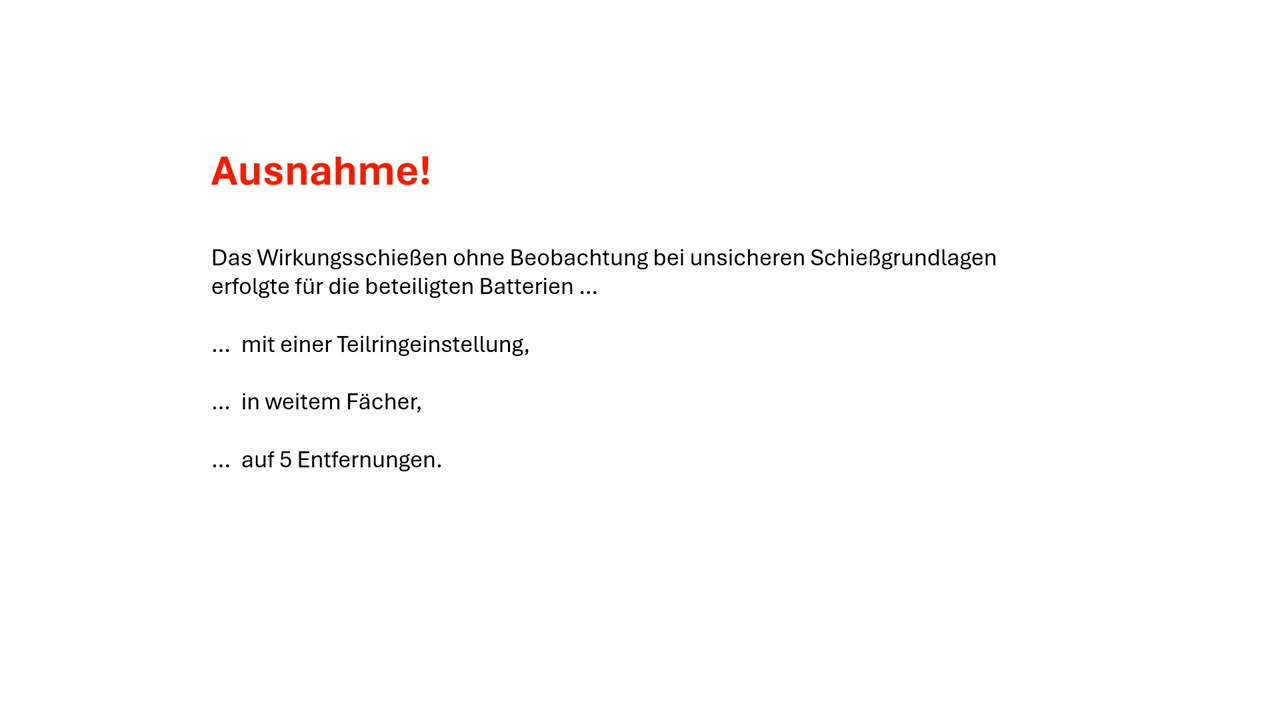 Ausnahme!
Das Wirkungsschießen ohne Beobachtung bei unsicheren Schießgrundlagen
erfolgte für die beteiligten Batterien ...
... mit einer Teilringeinstellung,
... in weitem Fächer,
... auf 5 Entfernungen.